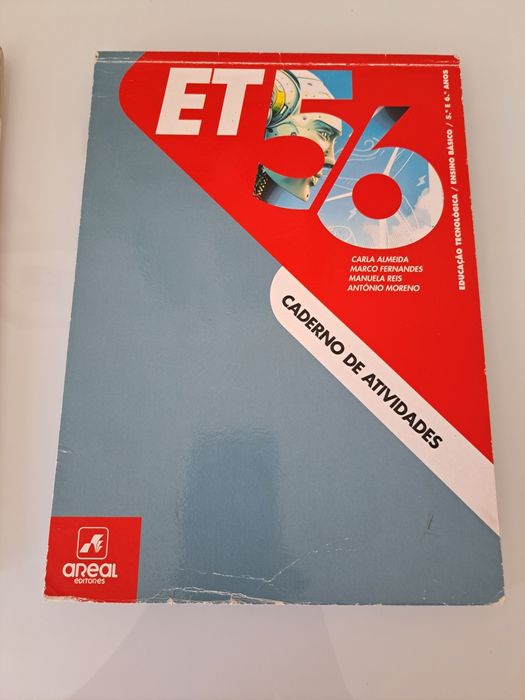 ET 56
EDUCAÇÃO TECNOLÓGICA / ENSINO BÁSICO / 5.º E 6.º ANOS
CARLA ALMEIDA
MARCO FERNANDES
MANUELA REIS
ANTÓNIO MORENO
CADERNO DE ATIVIDADES
AREAL
EDITORES